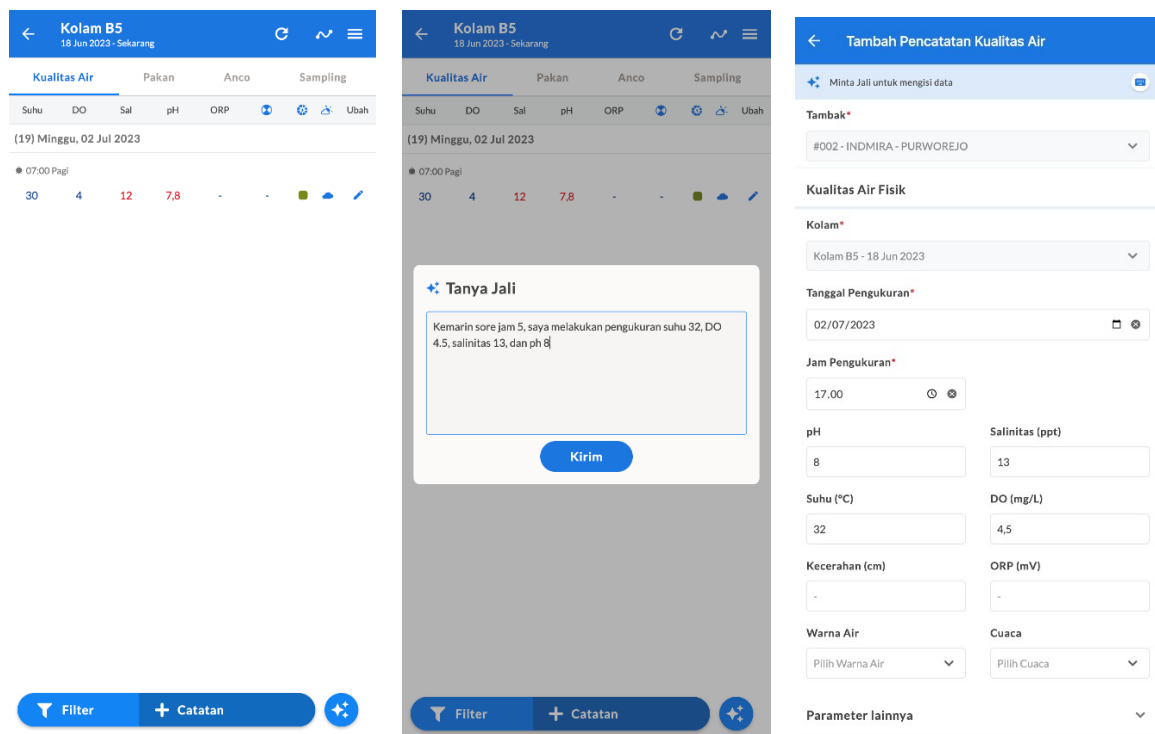 Kolam B5
18 Jun 2023 - Sekarang
Kualitas Air Pakan Anco Sampling
Suhu DO Sal pH ORP Ubah
(19) Minggu, 02 Jul 2023
07:00 Pagi
30 4 12 7,8 - -
Filter Catatan
Kolam B5
18 Jun 2023 - Sekarang
Kualitas Air Pakan Anco Sampling
Suhu DO Sal pH ORP Ubah
(19) Minggu, 02 Jul 2023
07:00 Pagi
30 4 12 7,8 - -
Tanya Jali
Kemarin sore jam 5, saya melakukan pengukuran suhu 32, DO
4.5, salinitas 13, dan ph 8
Kirim
Filter Catatan
Tambah Pencatatan Kualitas Air
Minta Jali untuk mengisi data
Tambak*
#002 - INDMIRA - PURWOREJO
Kualitas Air Fisik
Kolam*
Kolam B5 - 18 Jun 2023
Tanggal Pengukuran*
02/07/2023
Jam Pengukuran*
17.00
pH Salinitas (ppt)
8 13
Suhu (°C) DO (mg/L)
32 4,5
Kecerahan (cm) ORP (mV)
- -
Warna Air Cuaca
Pilih Warna Air Pilih Cuaca
Parameter lainnya